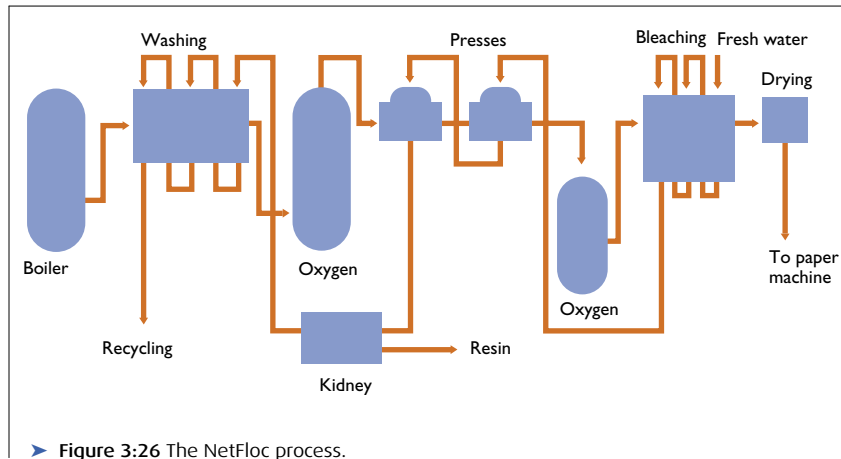 Washing
Presses
Bleaching
Fresh water
Drying
Boiler
Oxygen
Oxygen
To paper
machine
Recycling
Resin
Kidney
➤ Figure 3:26 The NetFloc process.